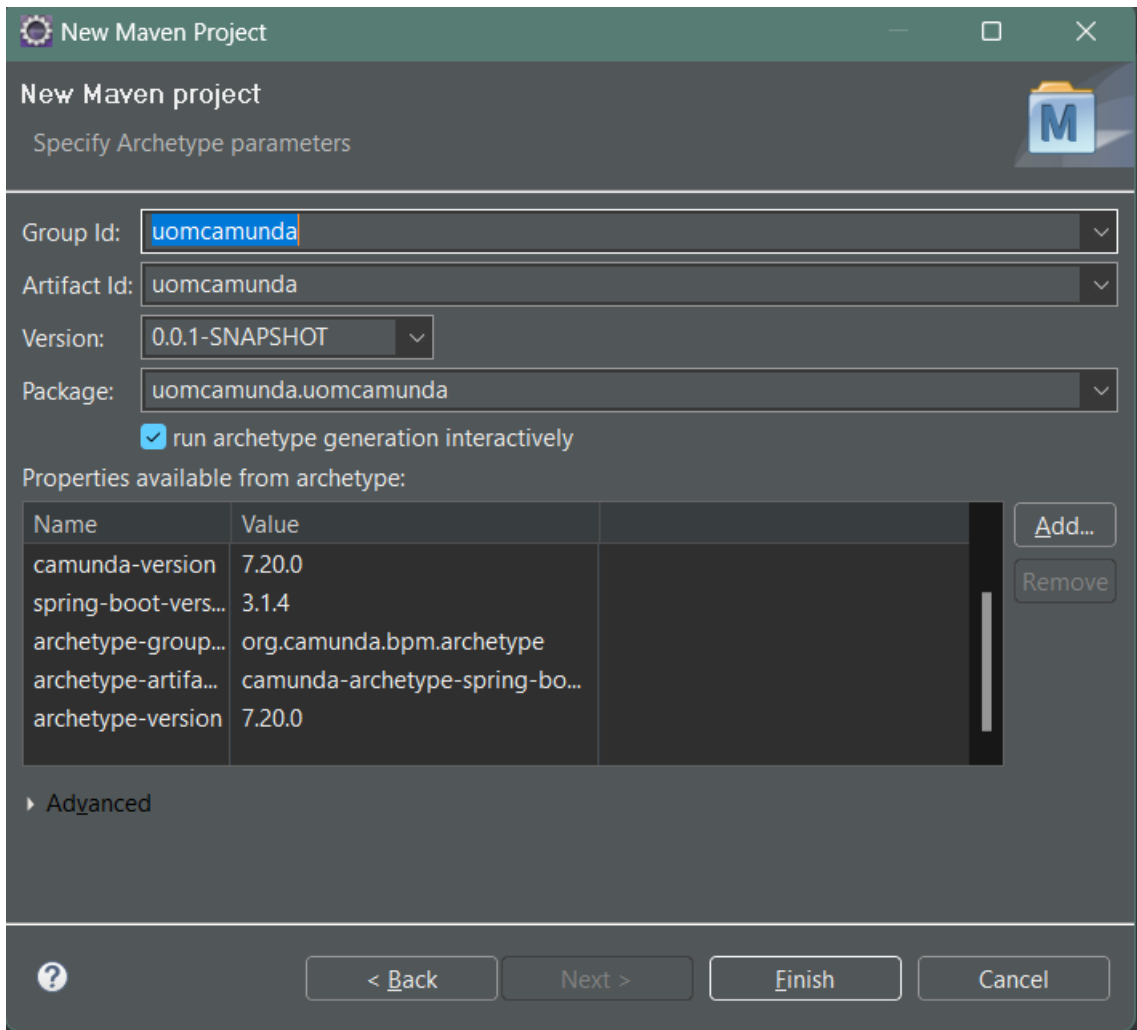 New Maven Project
New Maven project
Specify Archetype parameters
M
Group Id: uomcamunda
Artifact Id: uomcamunda
Version: 0.0.1-SNAPSHOT
Package: uomcamunda.uomcamunda
run archetype generation interactively
Properties available from archetype:
Name Value
Add...
camunda-version 7.20.0
Remove
spring-boot-vers... 3.1.4
archetype-group... org.camunda.bpm.archetype
archetype-artifa... camunda-archetype-spring-bo...
archetype-version 7.20.0
Advanced
? < Back Next > Finish Cancel